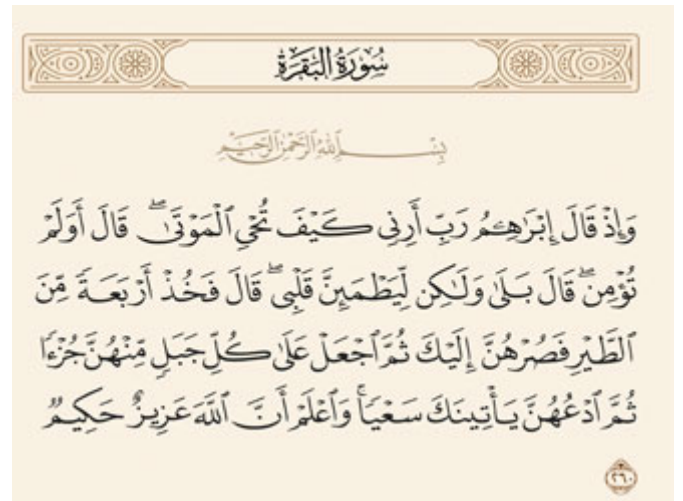 سُورَةُ البَقَرَةِ
بِسْمِ ٱللَّهِ ٱلرَّحْمَٰنِ ٱلرَّحِيمِ
وَإِذْ قَالَ إِبْرَٰهِـۧمُ رَبِّ أَرِنِى كَيْفَ تُحْىِ ٱلْمَوْتَىٰ ۖ قَالَ أَوَلَمْ
تُؤْمِن ۖ قَالَ بَلَىٰ وَلَـٰكِن لِّيَطْمَئِنَّ قَلْبِى ۖ قَالَ فَخُذْ أَرْبَعَةً مِّنَ
ٱلطَّيْرِ فَصُرْهُنَّ إِلَيْكَ ثُمَّ ٱجْعَلْ عَلَىٰ كُلِّ جَبَلٍ مِّنْهُنَّ جُزْءًا
ثُمَّ ٱدْعُهُنَّ يَأْتِينَكَ سَعْيًا ۚ وَٱعْلَمْ أَنَّ ٱللَّهَ عَزِيزٌ حَكِيمٌ
٢٦٠